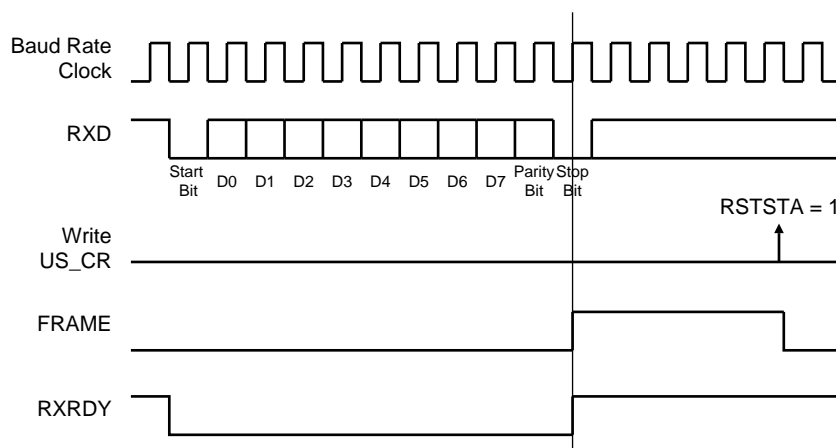 Baud Rate
Clock
RXD
Start
Bit
D0
D1
D2
D3
D4
D5
D6
D7
Parity
Bit
Stop
Bit
RSTSTA = 1
Write
US_CR
FRAME
RXRDY